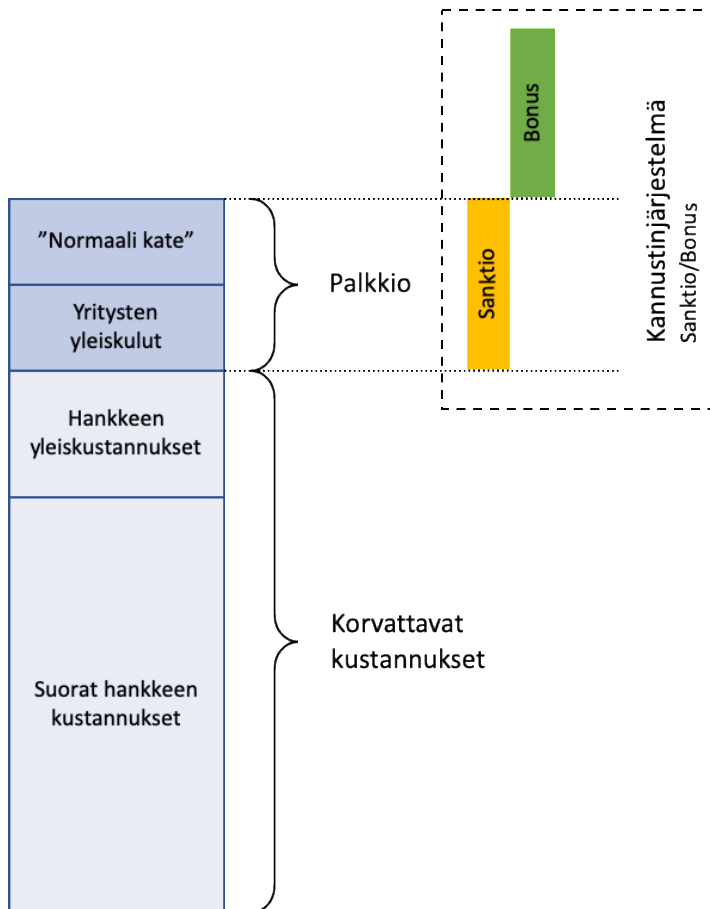 ”Normaali kate”
Yritysten
yleiskulut
Hankkeen
yleiskustannukset
Suorat hankkeen
kustannukset
Palkkio
Korvattavat
kustannukset
Bonus
Sanktio
Kannustinjärjestelmä
Sanktio/Bonus